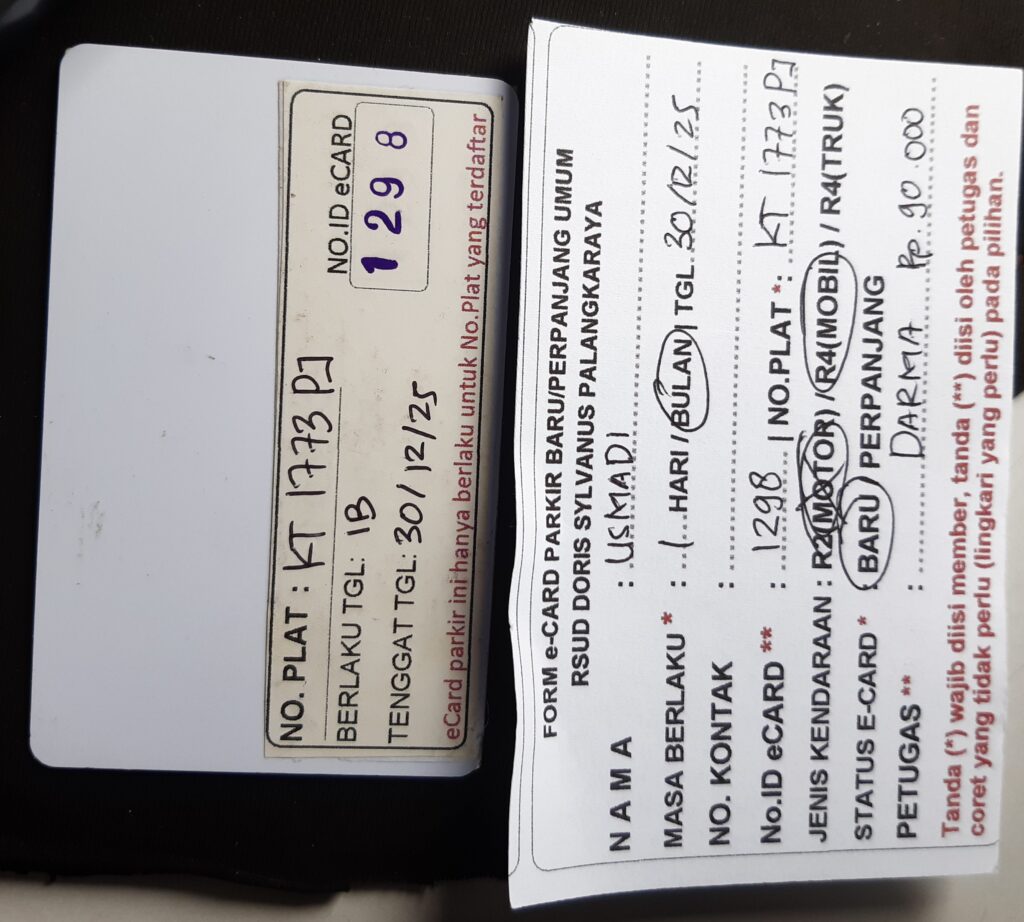 NO. PLAT : KT 1773 PJ
BERLAKU TGL: 1B
TENGGAT TGL: 30/12/25
NO.ID eCARD
1298
eCard parkir ini hanya berlaku untuk No.Plat yang terdaftar
FORM e-CARD PARKIR BARU/PERPANJANG UMUM
RSUD DORIS SYLVANUS PALANGKARAYA
N A M A : USMADI
MASA BERLAKU * : 1 HARI / BULAN | TGL 30/12/25
NO. KONTAK :
No.ID eCARD ** : 1298 | NO.PLAT *: KT 1773 PJ
JENIS KENDARAAN : R2(MOTOR) / R4(MOBIL) / R4(TRUK)
STATUS E-CARD * : BARU / PERPANJANG
PETUGAS ** : DARMA Rp. 90.000
Tanda (*) wajib diisi member, tanda (**) diisi oleh petugas dan
coret yang tidak perlu (lingkari yang perlu) pada pilihan.